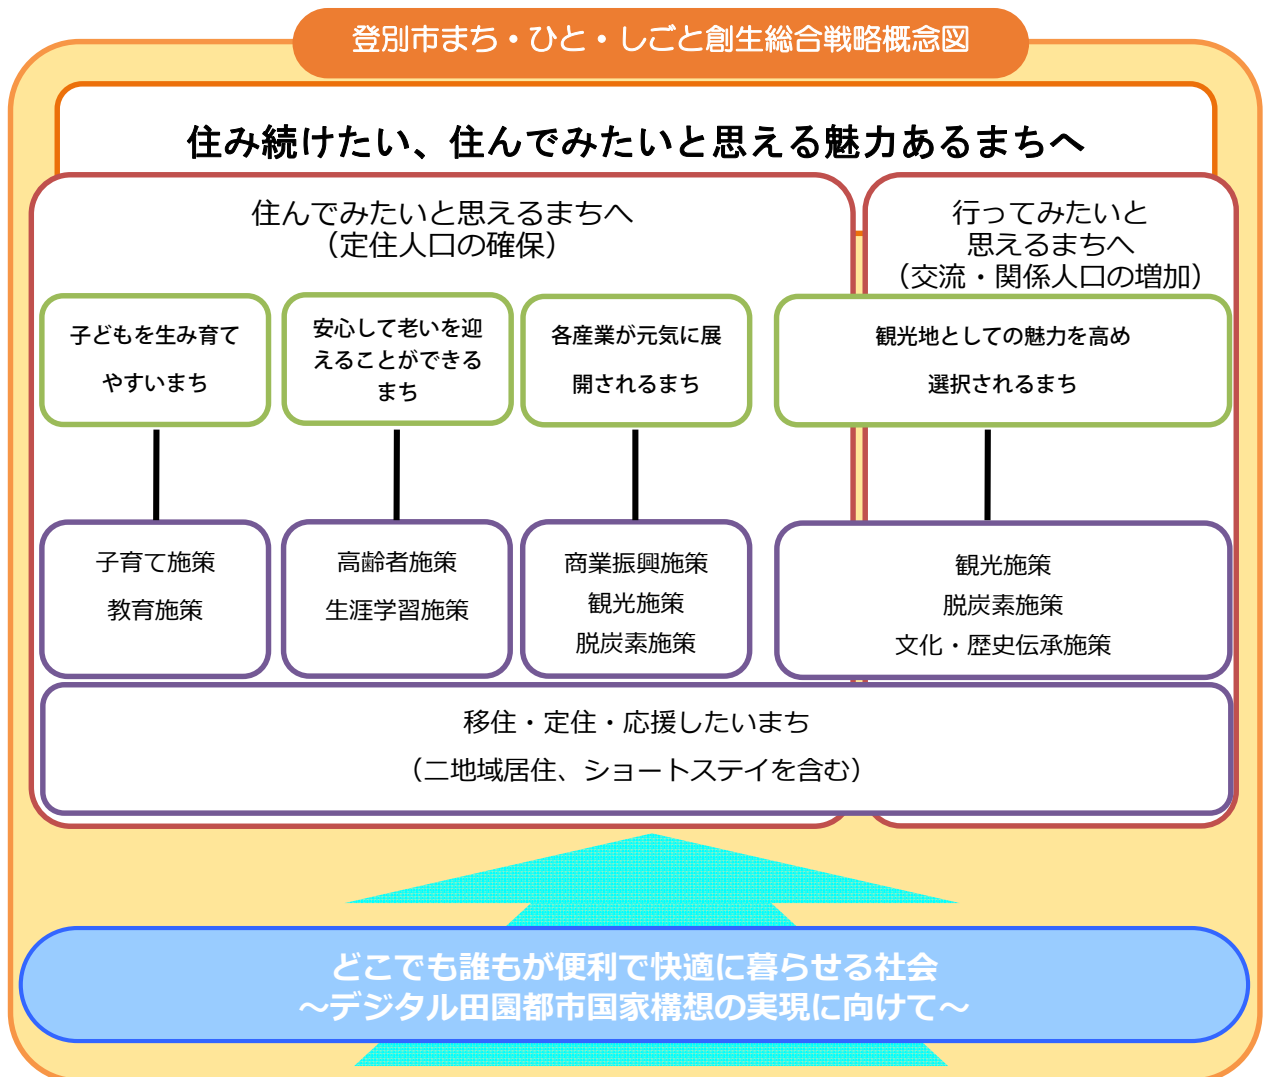 登別市まち・ひと・しごと創生総合戦略概念図
住み続けたい、住んでみたいと思える魅力あるまちへ
住んでみたいと思えるまちへ
（定住人口の確保）
行ってみたいと
思えるまちへ
（交流・関係人口の増加）
子どもを生み育て
やすいまち
安心して老いを迎
えることができる
まち
各産業が元気に展
開されるまち
観光地としての魅力を高め
選択されるまち
子育て施策
教育施策
高齢者施策
生涯学習施策
商業振興施策
観光施策
脱炭素施策
観光施策
脱炭素施策
文化・歴史伝承施策
移住・定住・応援したいまち
（二地域居住、ショートステイを含む）
どこでも誰もが便利で快適に暮らせる社会
～デジタル田園都市国家構想の実現に向けて～